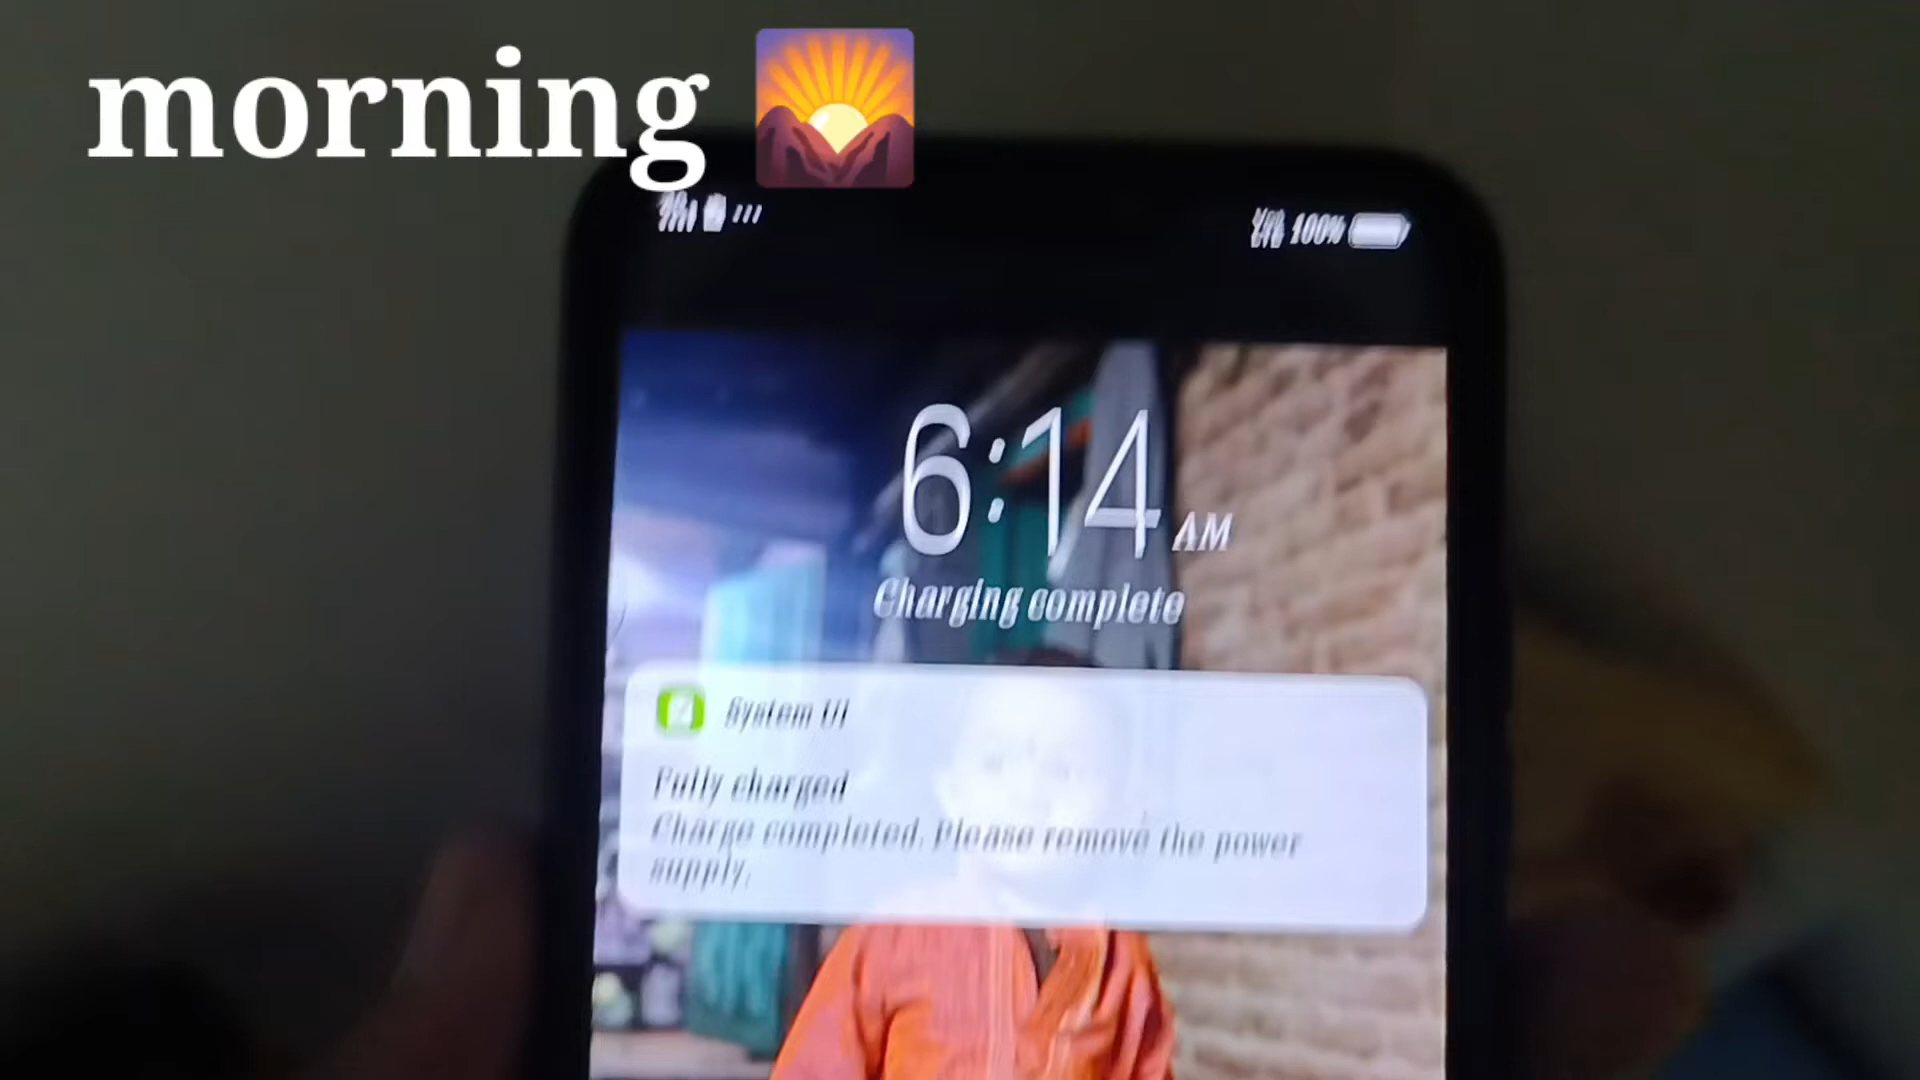 morning
100%
6:14 AM
Charging complete
System UI
Fully charged
Charge completed. Please remove the power
supply.